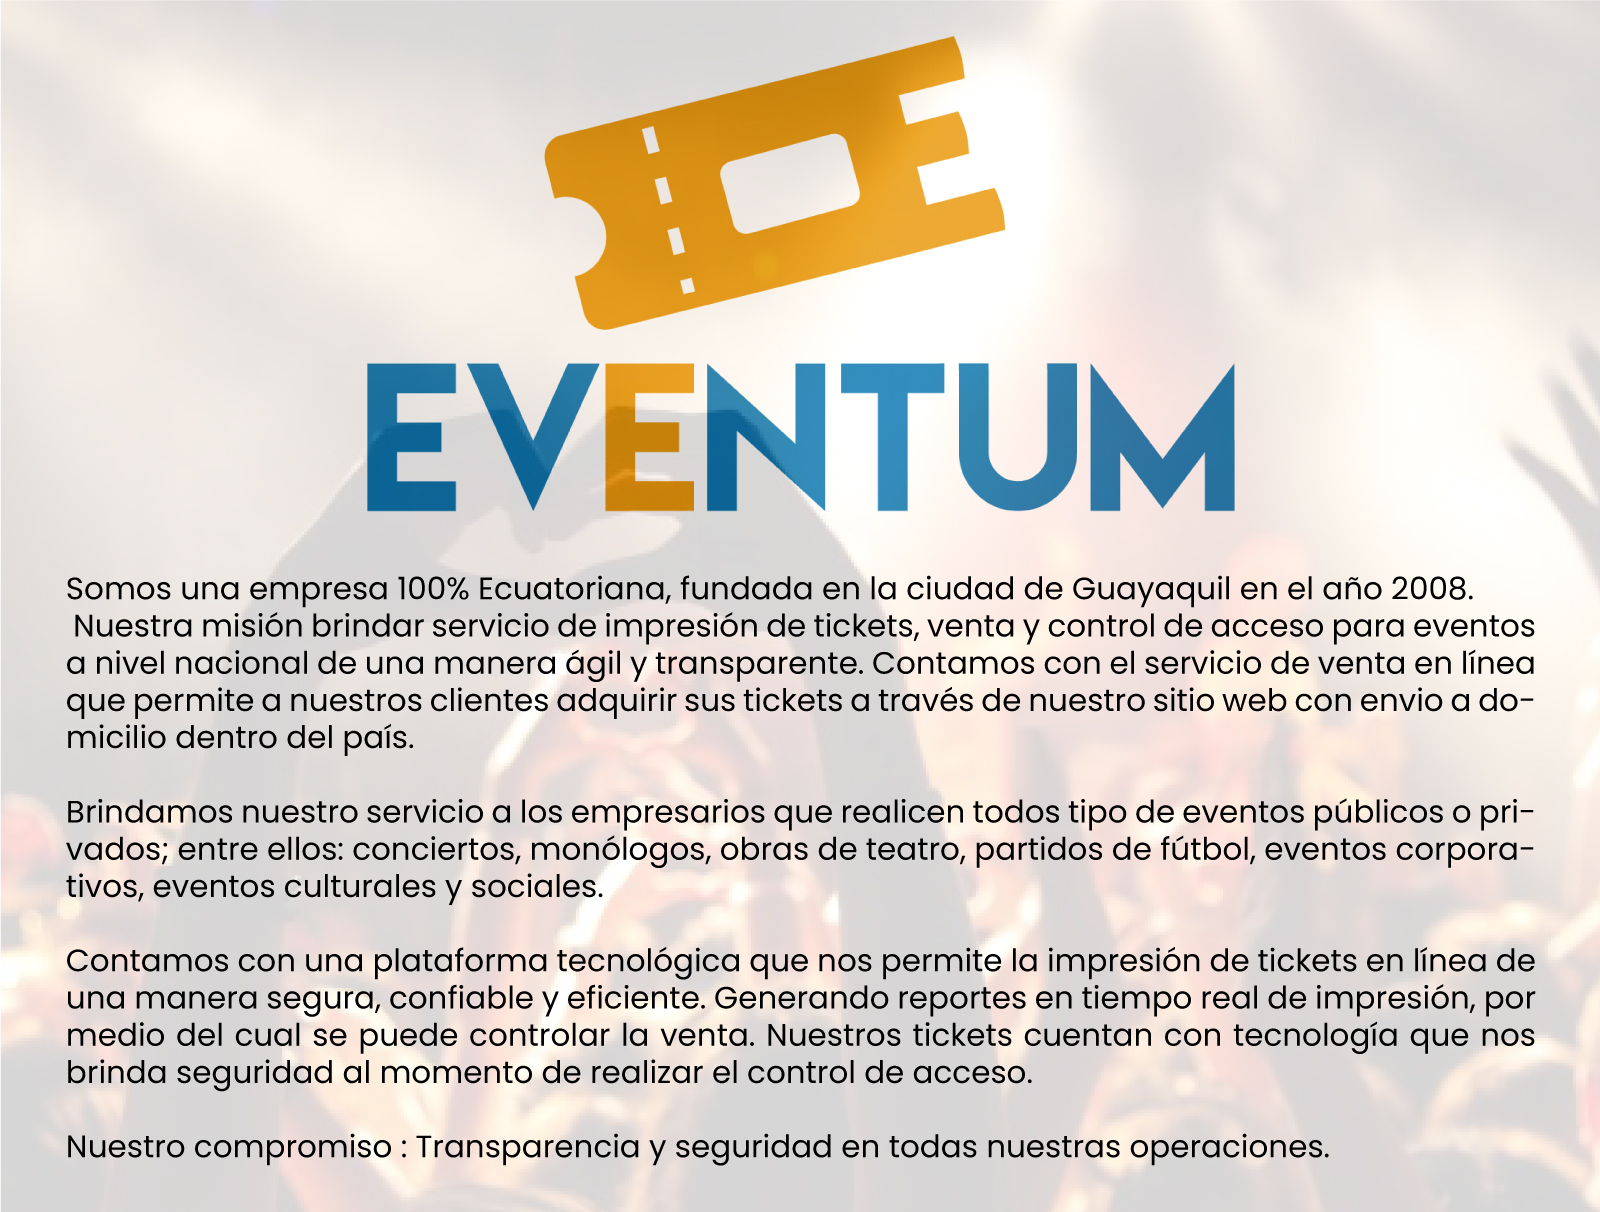 EVENTUM
Somos una empresa 100% Ecuatoriana, fundada en la ciudad de Guayaquil en el año 2008.
Nuestra misión brindar servicio de impresión de tickets, venta y control de acceso para eventos
a nivel nacional de una manera ágil y transparente. Contamos con el servicio de venta en línea
que permite a nuestros clientes adquirir sus tickets a través de nuestro sitio web con envio a do-
micilio dentro del país.
Brindamos nuestro servicio a los empresarios que realicen todos tipo de eventos públicos o pri-
vados; entre ellos: conciertos, monólogos, obras de teatro, partidos de fútbol, eventos corpora-
tivos, eventos culturales y sociales.
Contamos con una plataforma tecnológica que nos permite la impresión de tickets en línea de
una manera segura, confiable y eficiente. Generando reportes en tiempo real de impresión, por
medio del cual se puede controlar la venta. Nuestros tickets cuentan con tecnología que nos
brinda seguridad al momento de realizar el control de acceso.
Nuestro compromiso : Transparencia y seguridad en todas nuestras operaciones.